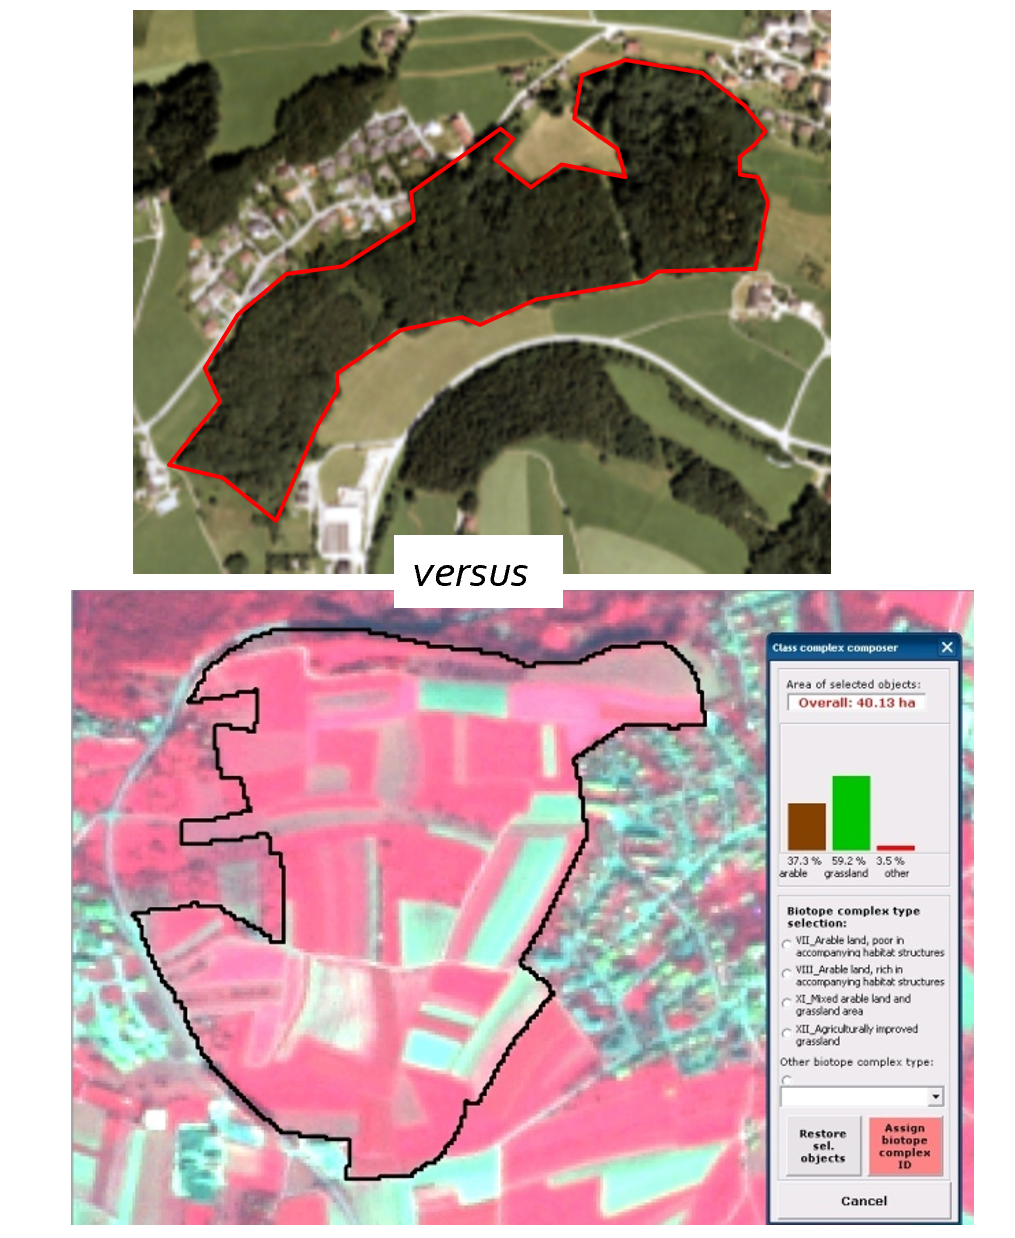 versus
Class complex composer
Area of selected objects:
Overall: 40.13 ha
37.3 % 59.2 % 3.5 %
arable grassland other
Biotope complex type
selection:
VII_Arable land, poor in
accompanying habitat structures
VIII_Arable land, rich in
accompanying habitat structures
XI_Mixed arable land and
grassland area
XII_Agriculturally improved
grassland
Other biotope complex type:
Restore
sel.
objects
Assign
biotope
complex
ID
Cancel